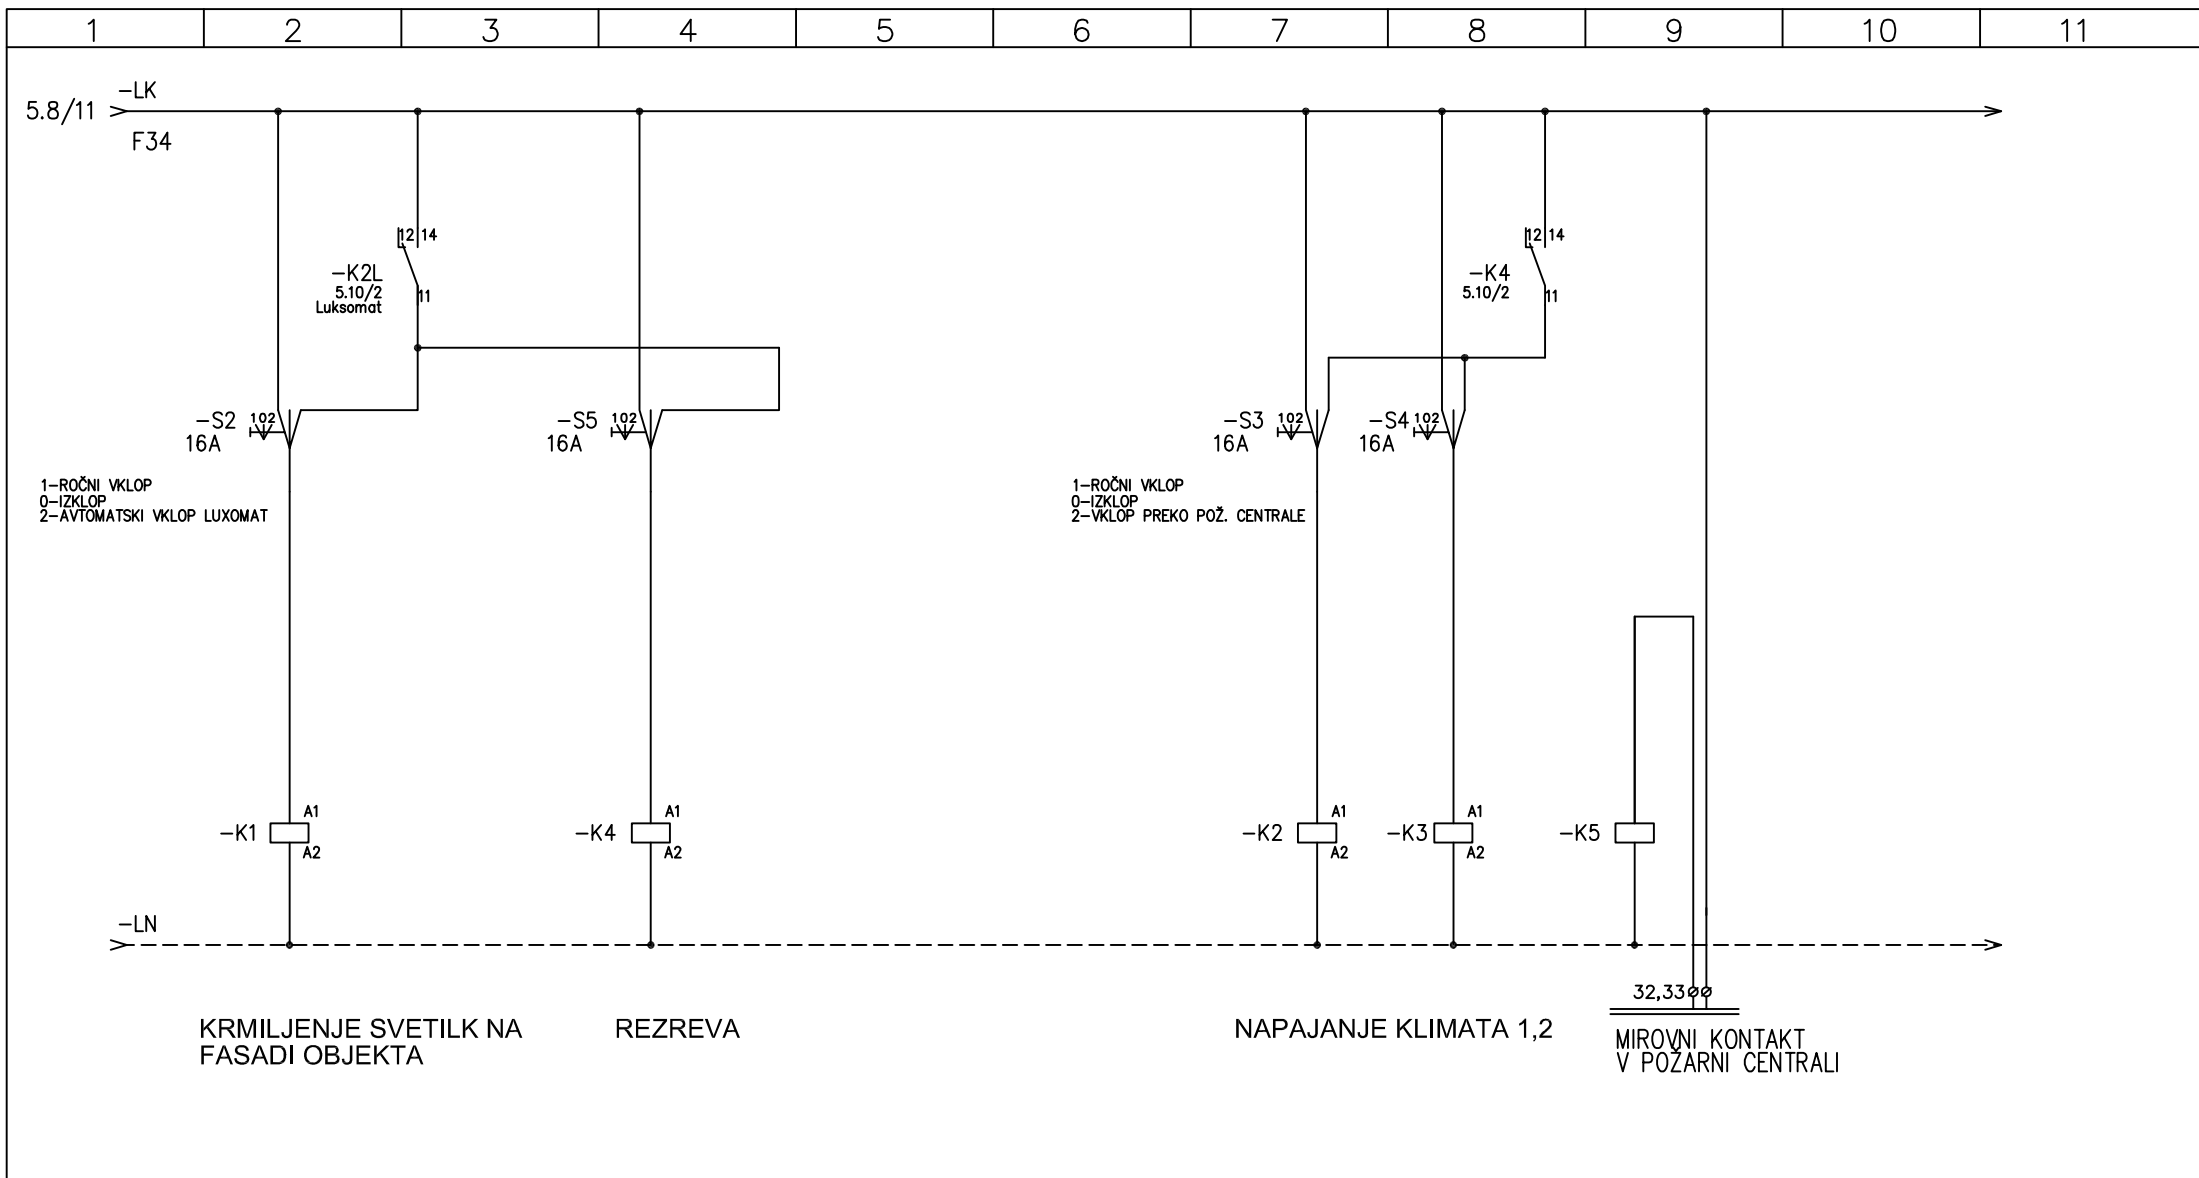 1 2 3 4 5 6 7 8 9 10 11
-LK
5.8/11
F34
12 14
-K2L
5.10/2
Luksomat
11
12 14
-K4
5.10/2
11
-S2 102
16A
-S5 102
16A
-S3 102
16A
-S4 102
16A
1-ROČNI VKLOP
0-IZKLOP
2-AVTOMATSKI VKLOP LUXOMAT
1-ROČNI VKLOP
0-IZKLOP
2-VKLOP PREKO POŽ. CENTRALE
A1
-K1
A2
A1
-K4
A2
A1
-K2
A2
A1
-K3
A2
-K5
-LN
32,33
KRMILJENJE SVETILK NA
FASADI OBJEKTA
REZREVA
NAPAJANJE KLIMATA 1,2
MIROVNI KONTAKT
V POŽARNI CENTRALI